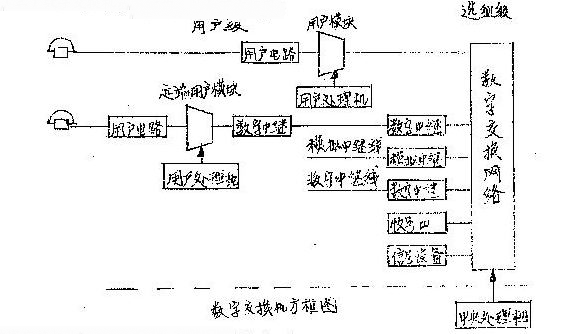 选组级
用户级
用户模块
用户电路
用户处理机
远端用户模块
用户电路
数字中继
用户处理机
数字中继
模拟中继线
模拟中继
数字中继线
数字中继
信号设备
数字交换网络
中央处理机
数字交换机方框图